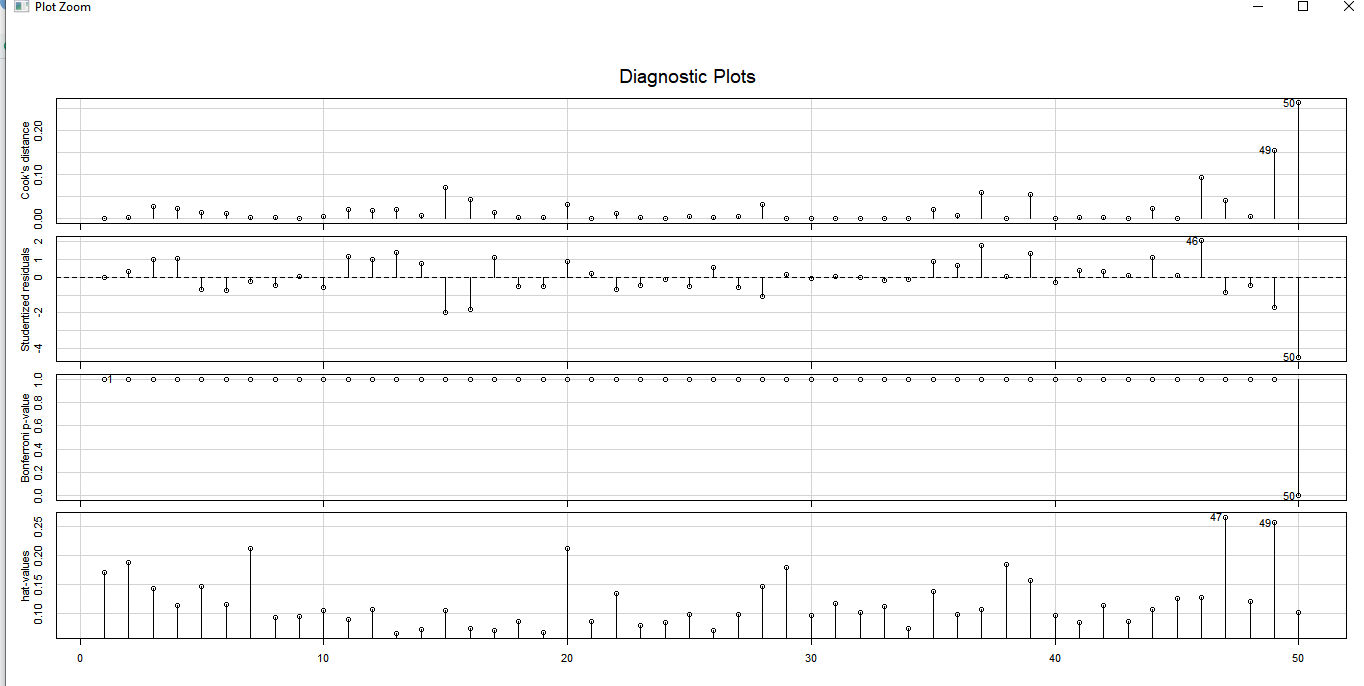 Plot Zoom
Diagnostic Plots
Cook's distance
0.00 0.10 0.20
49
50
Studentized residuals
-4 -2 0 1 2
46
50
Bonferroni p-value
0.0 0.2 0.4 0.6 0.8 1.0
1
50
hat-values
0.10 0.15 0.20 0.25
47
49
0 10 20 30 40 50